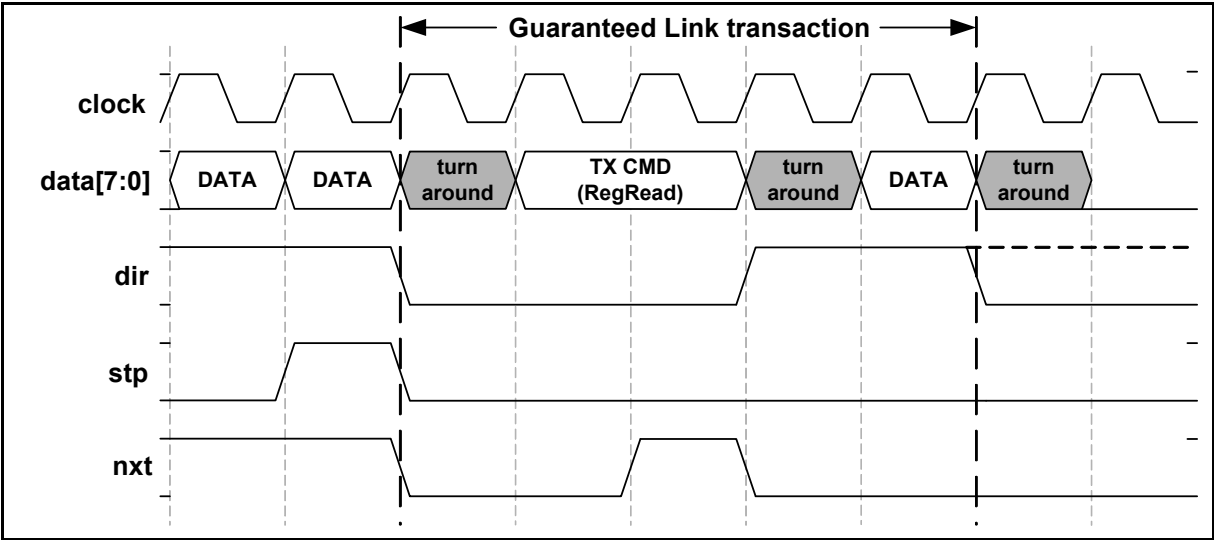 Guaranteed Link transaction
clock
data[7:0]
DATA
DATA
turn
around
TX CMD
(RegRead)
turn
around
DATA
turn
around
dir
stp
nxt